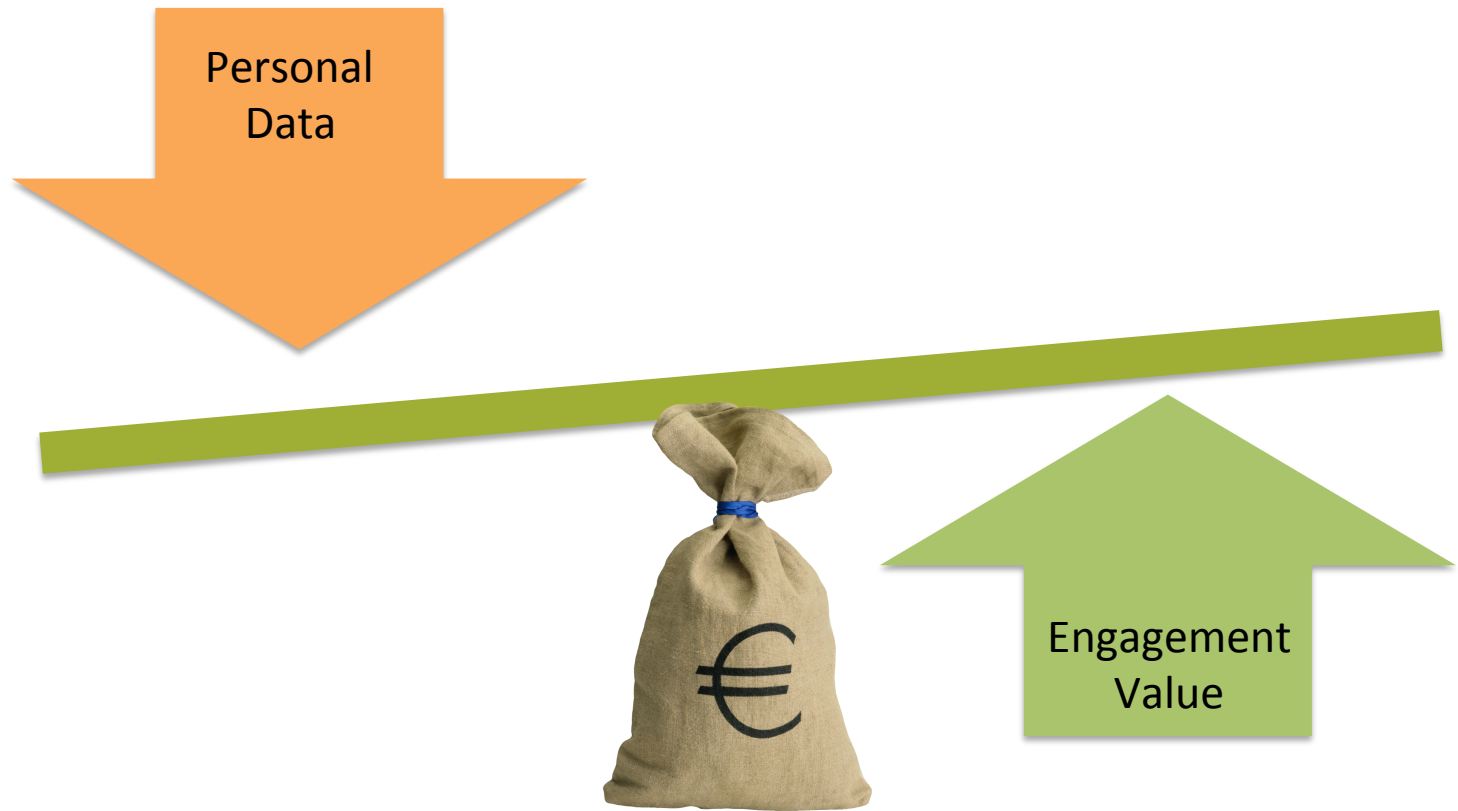 Personal
Data
€
Engagement
Value